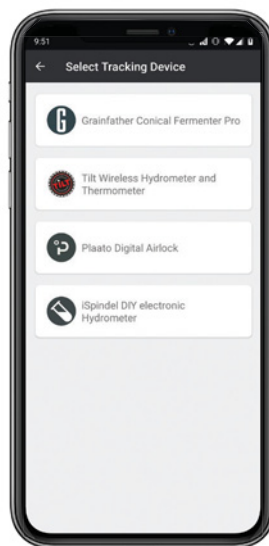 9:51
Select Tracking Device
G
Grainfather Conical Fermenter Pro
TILT
Tilt Wireless Hydrometer and
Thermometer
Plaato Digital Airlock
iSpindel DIY electronic
Hydrometer